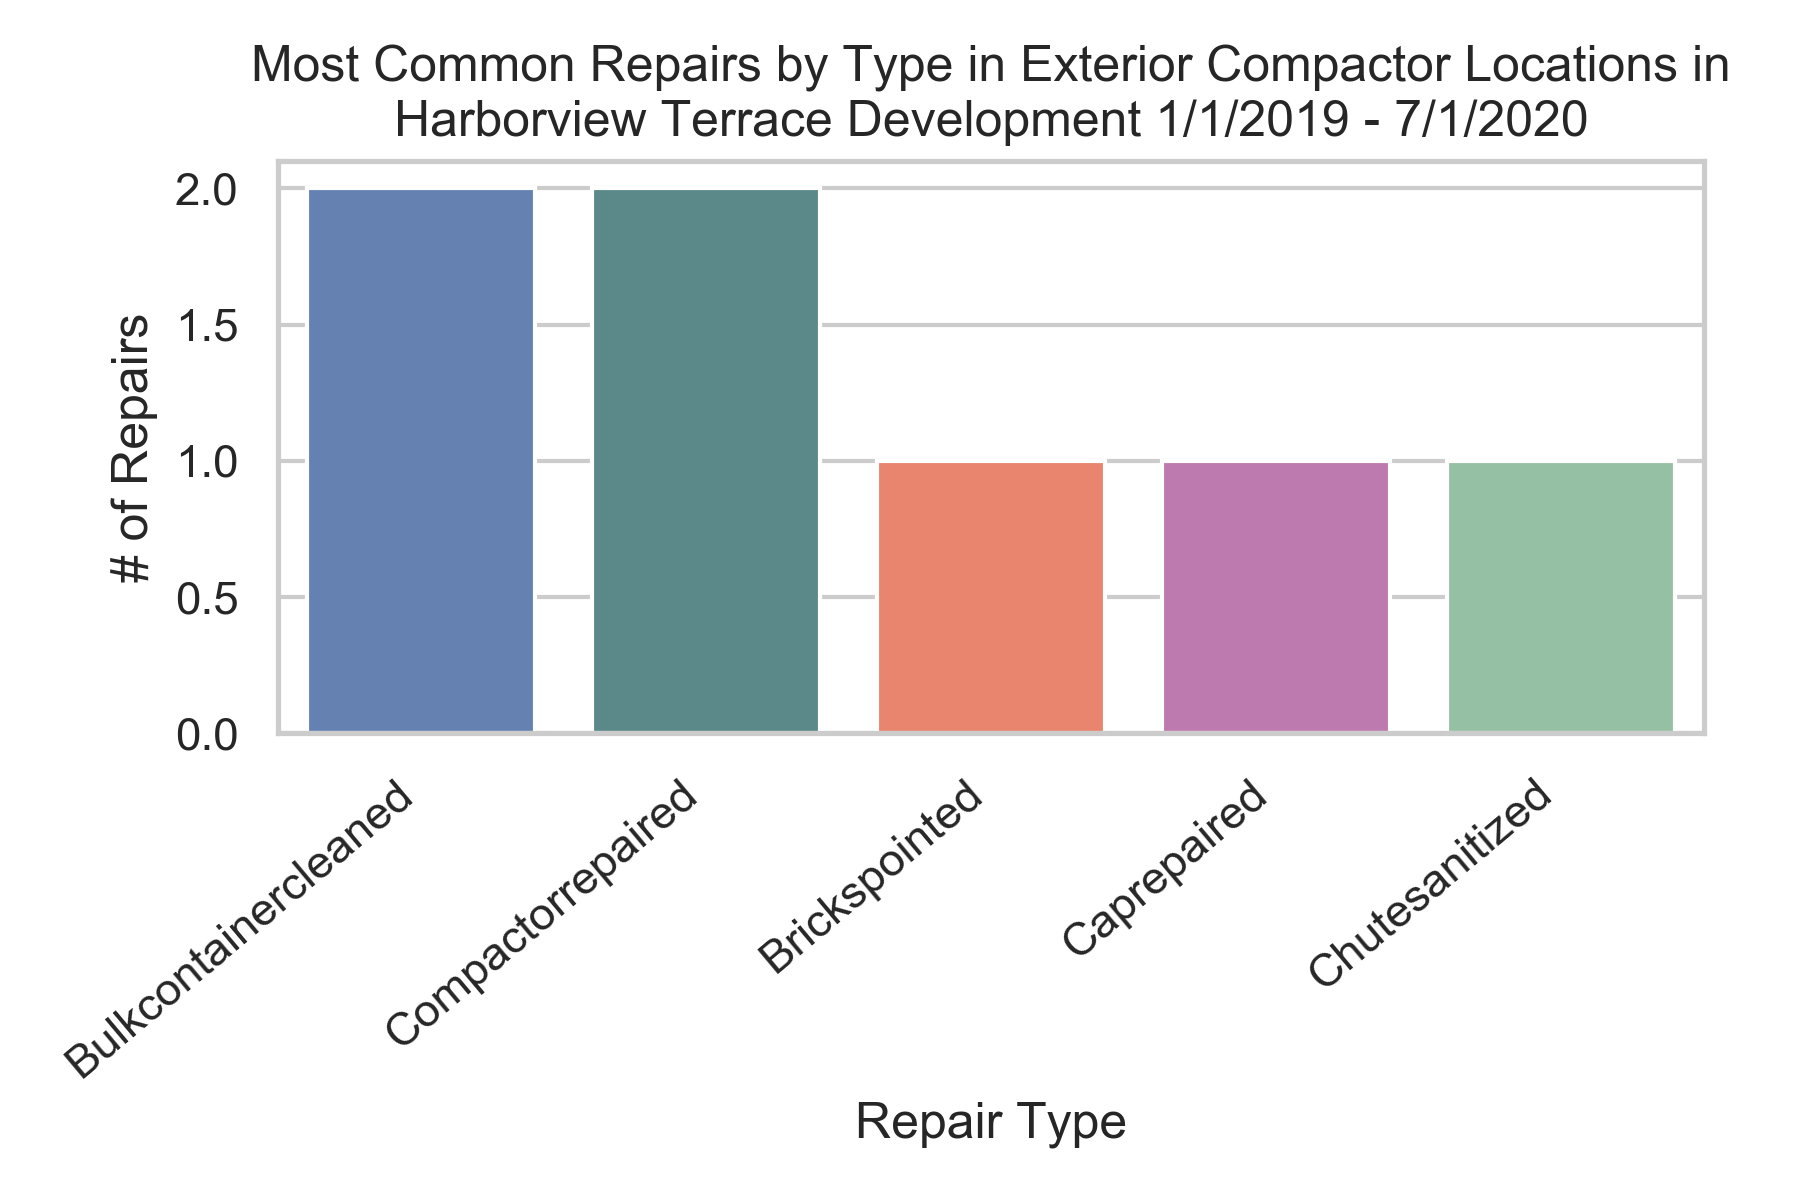 Most Common Repairs by Type in Exterior Compactor Locations in
Harborview Terrace Development 1/1/2019 - 7/1/2020
# of Repairs
2.0
1.5
1.0
0.5
0.0
Bulkcontainercleaned
Compactorrepaired
Brickspointed
Caprepaired
Chutesanitized
Repair Type